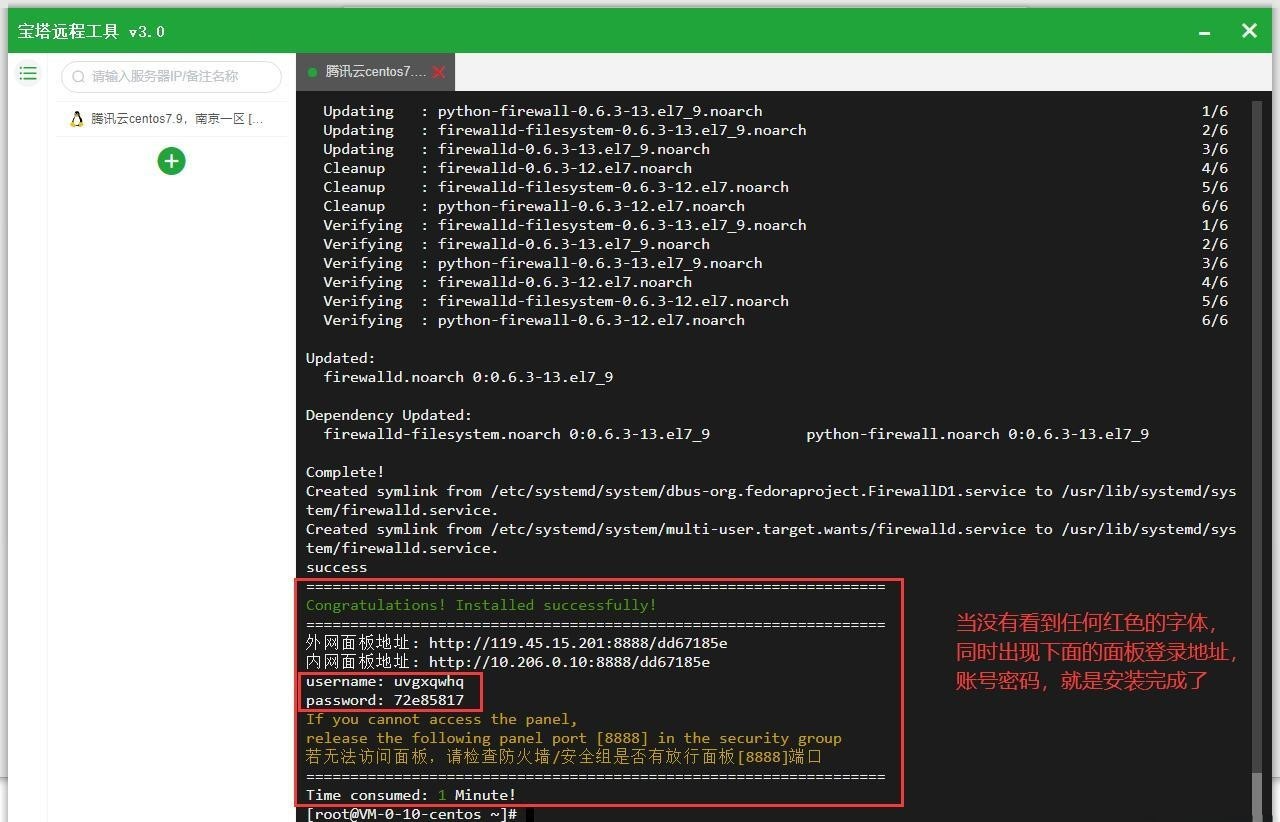 宝塔远程工具 v3.0
请输入服务器IP/备注名称
腾讯云centos7....
腾讯云centos7.9，南京一区 [...
Updating : python-firewall-0.6.3-13.el7_9.noarch 1/6
Updating : firewalld-filesystem-0.6.3-13.el7_9.noarch 2/6
Updating : firewalld-0.6.3-13.el7_9.noarch 3/6
Cleanup : firewalld-0.6.3-12.el7.noarch 4/6
Cleanup : firewalld-filesystem-0.6.3-12.el7.noarch 5/6
Cleanup : python-firewall-0.6.3-12.el7.noarch 6/6
Verifying : firewalld-filesystem-0.6.3-13.el7_9.noarch 1/6
Verifying : firewalld-0.6.3-13.el7_9.noarch 2/6
Verifying : python-firewall-0.6.3-13.el7_9.noarch 3/6
Verifying : firewalld-0.6.3-12.el7.noarch 4/6
Verifying : firewalld-filesystem-0.6.3-12.el7.noarch 5/6
Verifying : python-firewall-0.6.3-12.el7.noarch 6/6
Updated:
firewalld.noarch 0:0.6.3-13.el7_9
Dependency Updated:
firewalld-filesystem.noarch 0:0.6.3-13.el7_9 python-firewall.noarch 0:0.6.3-13.el7_9
Complete!
Created symlink from /etc/systemd/system/dbus-org.fedoraproject.FirewallD1.service to /usr/lib/systemd/sys
tem/firewalld.service.
Created symlink from /etc/systemd/system/multi-user.target.wants/firewalld.service to /usr/lib/systemd/sys
tem/firewalld.service.
success
==================================================================
Congratulations! Installed successfully!
==================================================================
外网面板地址: http://119.45.15.201:8888/dd67185e
内网面板地址: http://10.206.0.10:8888/dd67185e
username: uvgxqwhq
password: 72e85817
If you cannot access the panel,
release the following panel port [8888] in the security group
若无法访问面板，请检查防火墙/安全组是否有放行面板[8888]端口
==================================================================
Time consumed: 1 Minute!
[root@VM-0-10-centos ~]#
当没有看到任何红色的字体，
同时出现下面的面板登录地址，
账号密码，就是安装完成了